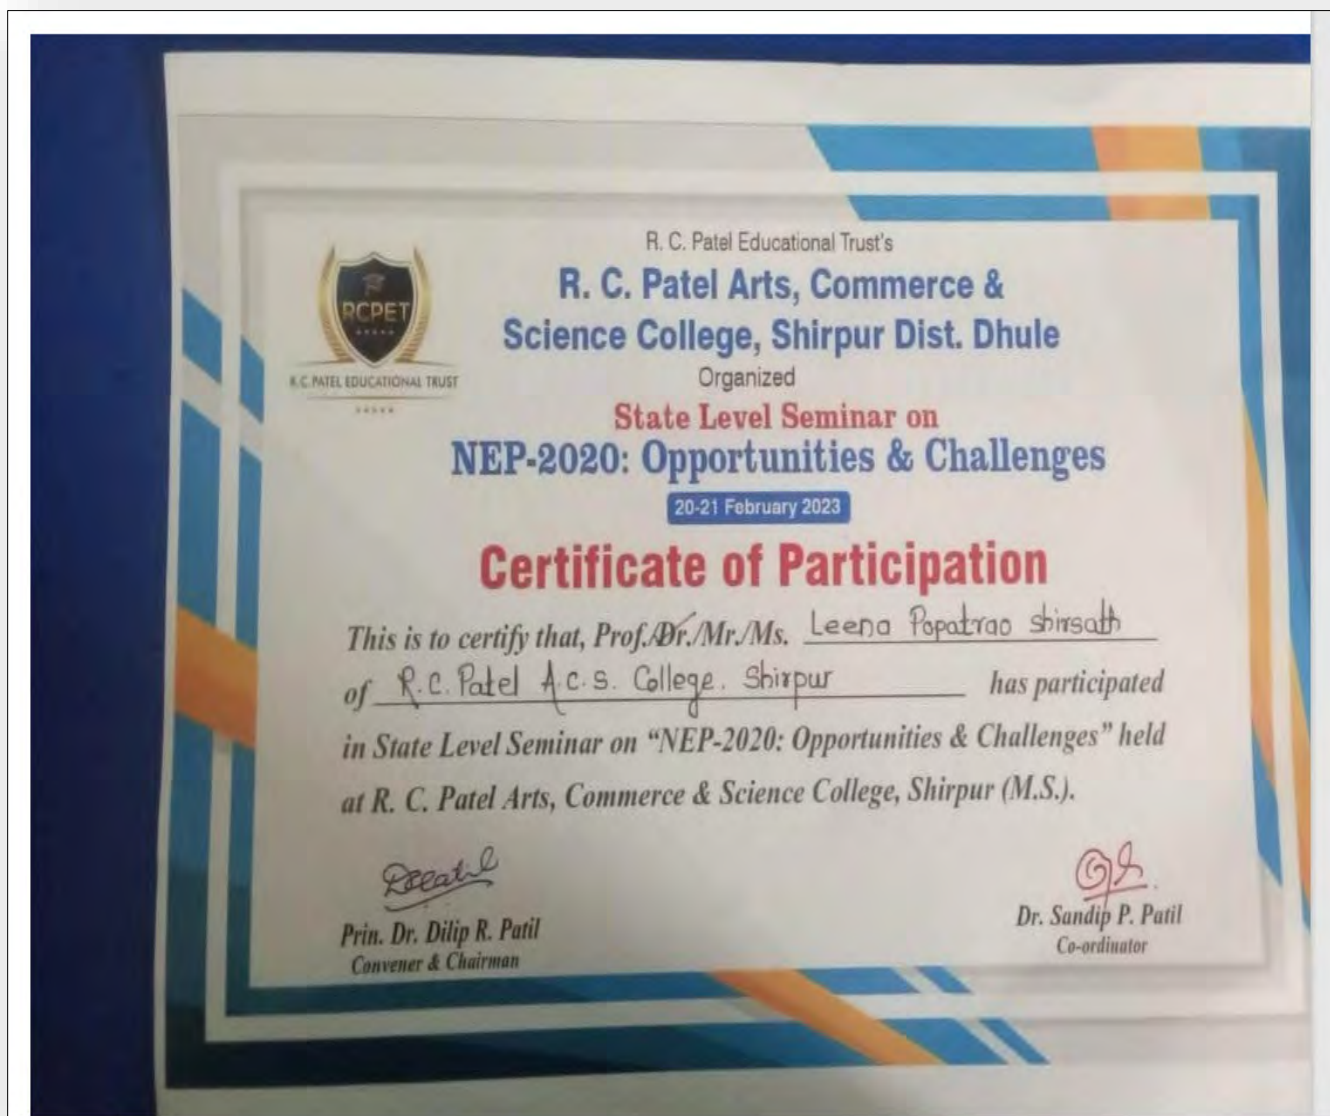 R. C. Patel Educational Trust's
R. C. Patel Arts, Commerce &
Science College, Shirpur Dist. Dhule
RCPET
R.C.PATEL EDUCATIONAL TRUST
Organized
State Level Seminar on
NEP-2020: Opportunities & Challenges
20-21 February 2023
Certificate of Participation
This is to certify that, Prof./Dr./Mr./Ms. Leena Popatrao Shirsath
of R.C. Patel A.C.S. College. Shirpur has participated
in State Level Seminar on “NEP-2020: Opportunities & Challenges” held
at R. C. Patel Arts, Commerce & Science College, Shirpur (M.S.).
Prin. Dr. Dilip R. Patil
Convener & Chairman
Dr. Sandip P. Patil
Co-ordinator